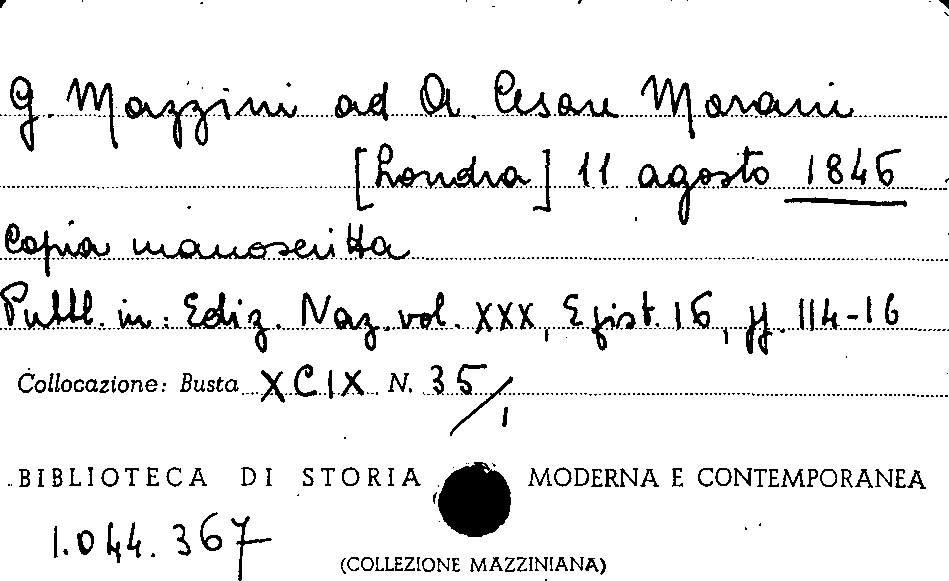 G. Mazzini ad A. Cesare Morani
[Londra] 11 agosto 1846
Copia manoscritta
Pubbl. in: Ediz. Naz. vol. XXX, Epist. 16, pp. 114-16
Collocazione: Busta XCIX N. 35/1
BIBLIOTECA DI STORIA MODERNA E CONTEMPORANEA
1.044.367
(COLLEZIONE MAZZINIANA)